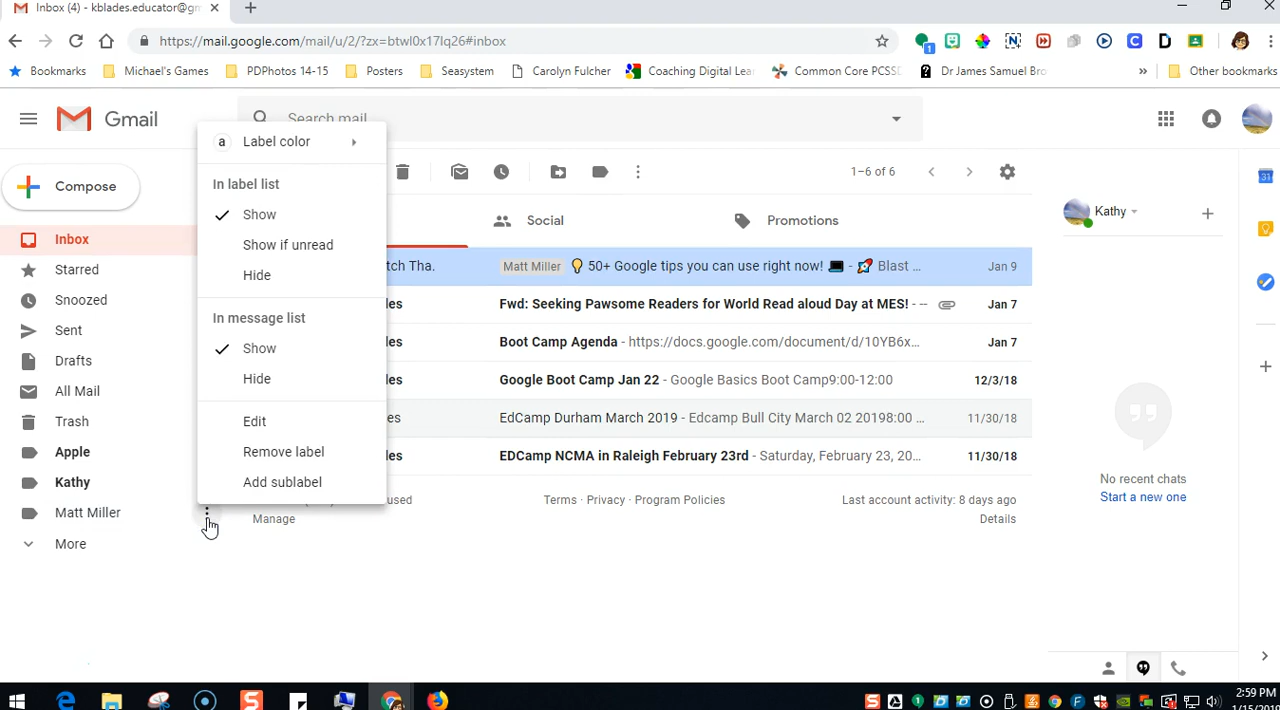 Inbox (4) - kblades.educator@gm
https://mail.google.com/mail/u/2/?zx=btwl0x17lq26#inbox
1
D
Bookmarks
Michael's Games
PDPhotos 14-15
Posters
Seasystem
Carolyn Fulcher
Coaching Digital Lea
Common Core PCSSD
Dr James Samuel Bro
»
Other bookmarks
Gmail
Search mail
Compose
Inbox
Starred
Snoozed
Sent
Drafts
All Mail
Trash
Apple
Kathy
Matt Miller
More
a Label color
In label list
Show
Show if unread
Hide
In message list
Show
Hide
Edit
Remove label
Add sublabel
1–6 of 6
Social
Promotions
tch Tha. Matt Miller 50+ Google tips you can use right now! - Blast ... Jan 9
les Fwd: Seeking Pawsome Readers for World Read aloud Day at MES! - -- Jan 7
les Boot Camp Agenda - https://docs.google.com/document/d/10YB6x... Jan 7
les Google Boot Camp Jan 22 - Google Basics Boot Camp9:00-12:00 12/3/18
es EdCamp Durham March 2019 - Edcamp Bull City March 02 20198:00 ... 11/30/18
les EDCamp NCMA in Raleigh February 23rd - Saturday, February 23, 20... 11/30/18
used
Manage
Terms · Privacy · Program Policies
Last account activity: 8 days ago
Details
31
Kathy
No recent chats
Start a new one
2:59 PM